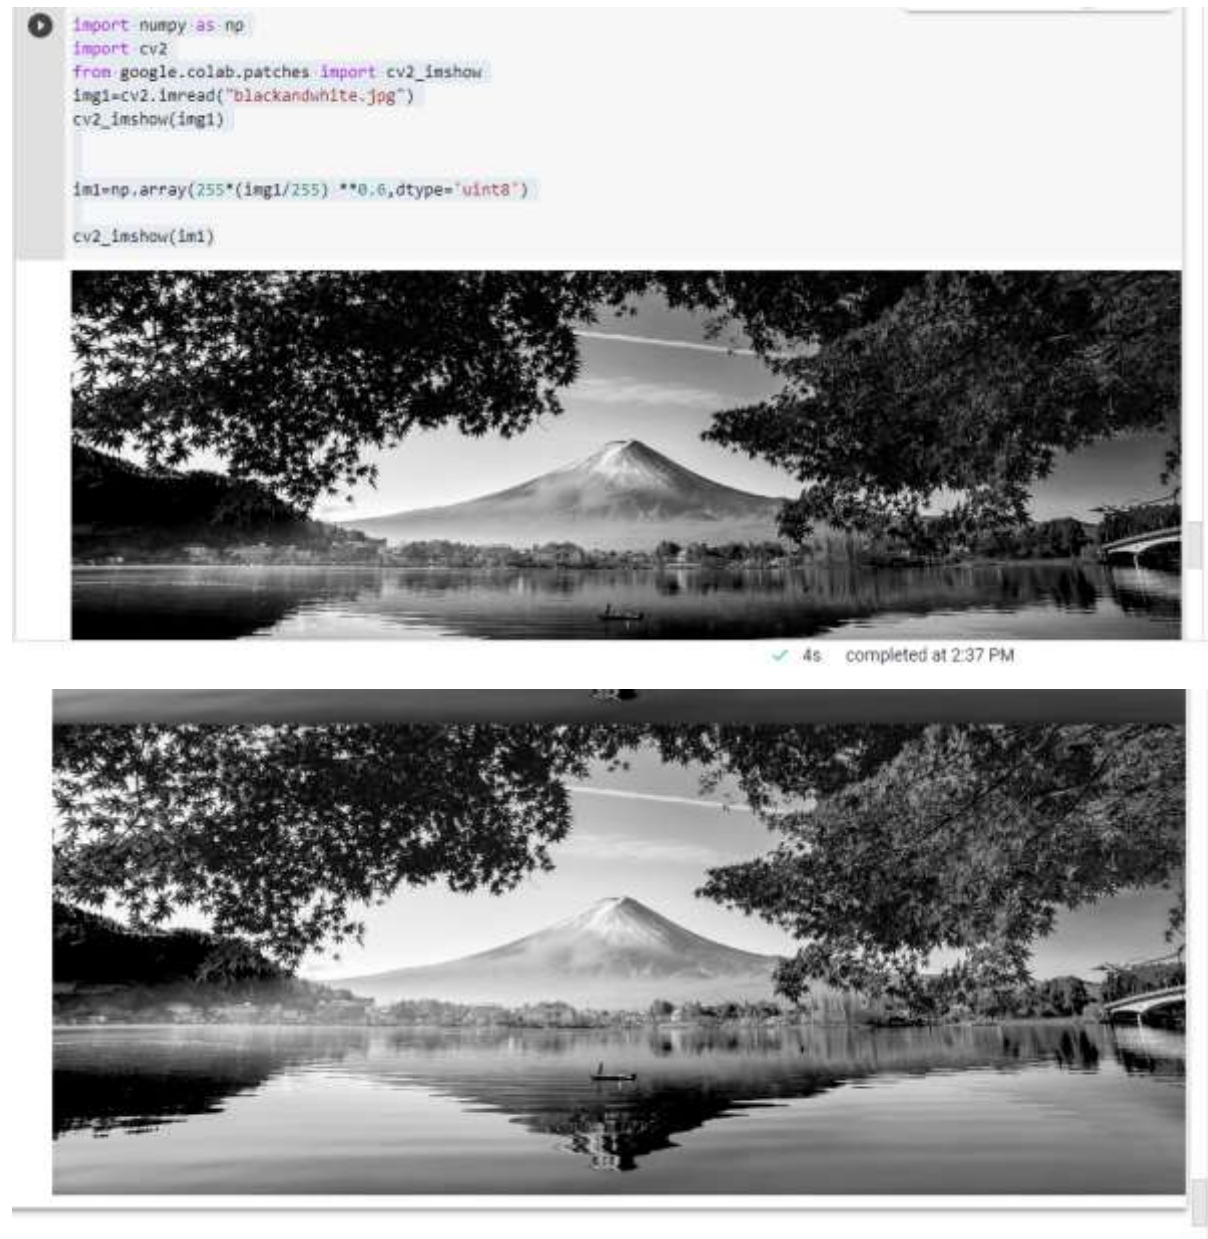 import numpy as np
import cv2
from google.colab.patches import cv2_imshow
img1=cv2.imread("blackandwhite.jpg")
cv2_imshow(img1)
im1=np.array(255*(img1/255) **0.6,dtype='uint8')
cv2_imshow(im1)
4s completed at 2:37 PM